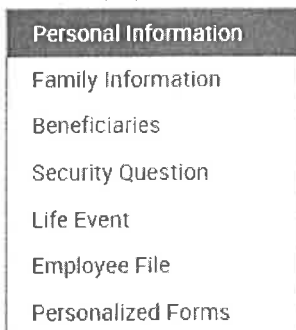 Personal Information
Family Information
Beneficiaries
Security Question
Life Event
Employee File
Personalized Forms